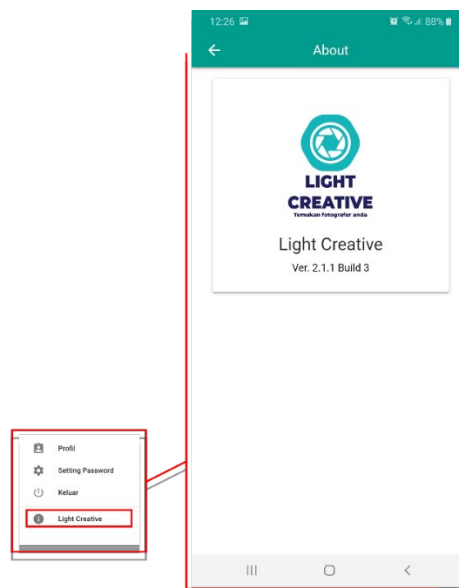 12:26
88%
About
LIGHT
CREATIVE
Temukan fotografer anda
Light Creative
Ver. 2.1.1 Build 3
Profil
Setting Password
Keluar
Light Creative